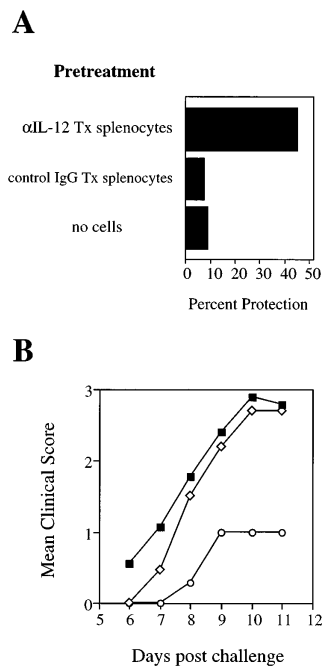 A
Pretreatment
αIL-12 Tx splenocytes
control IgG Tx splenocytes
no cells
0 10 20 30 40 50
Percent Protection
B
Mean Clinical Score
3
2
1
0
5 6 7 8 9 10 11 12
Days post challenge